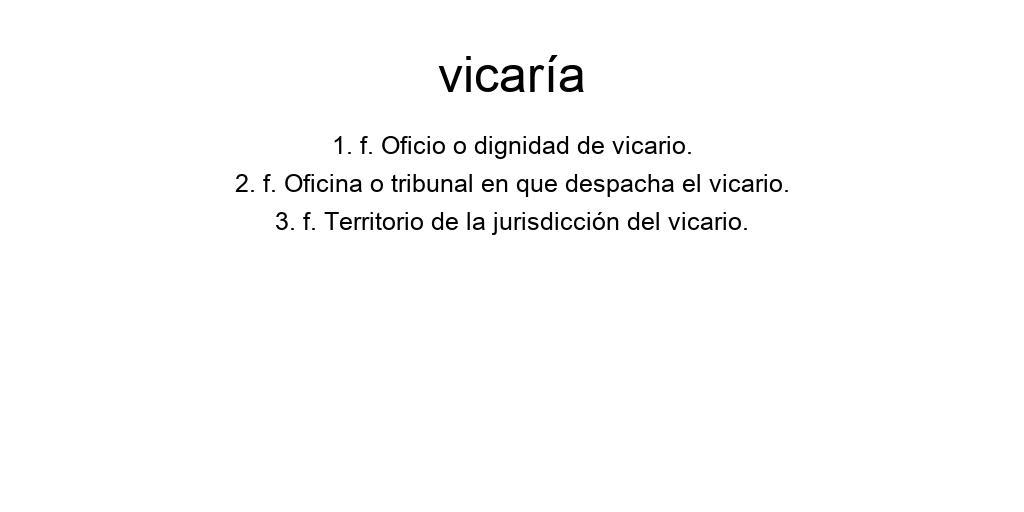 vicaría
1. f. Oficio o dignidad de vicario.
2. f. Oficina o tribunal en que despacha el vicario.
3. f. Territorio de la jurisdicción del vicario.